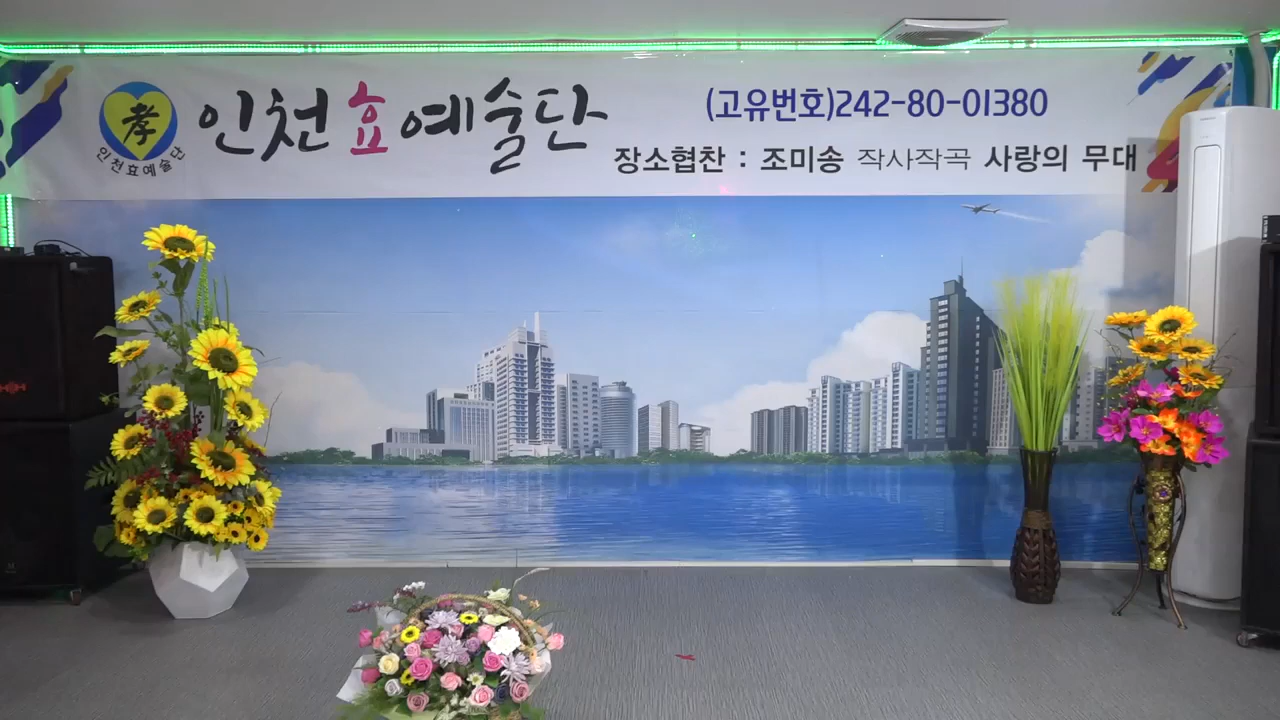 孝
인천효예술단
인천효예술단
(고유번호)242-80-01380
장소협찬 : 조미송 작사작곡 사랑의 무대